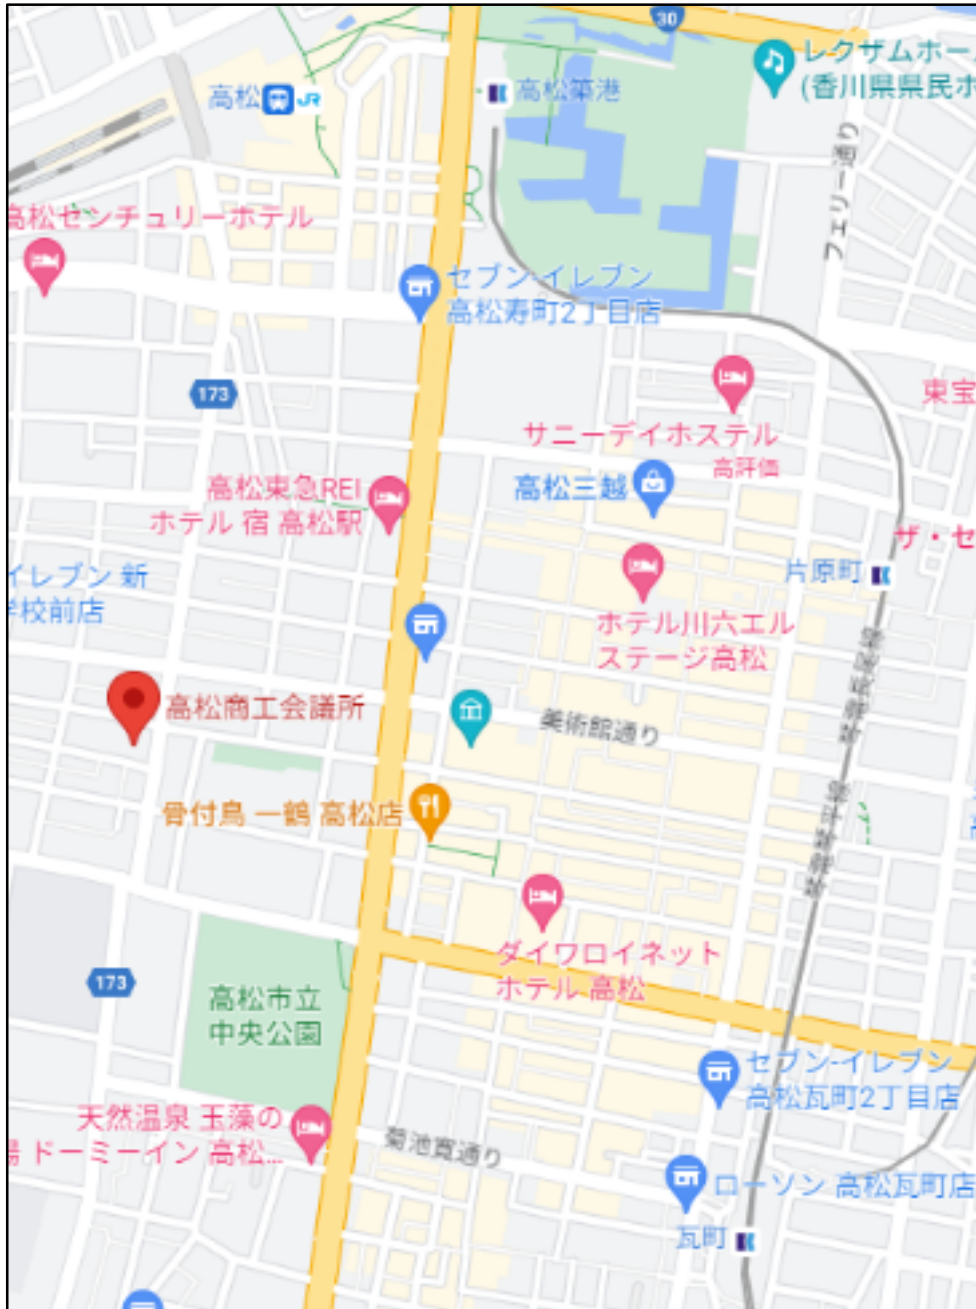 30
レクザムホー
(香川県県民ホ
高松
JR
高松築港
フェリー通り
高松センチュリーホテル
セブン-イレブン
高松寿町2丁目店
173
サニーデイホステル
高評価
東宝
高松東急REI
ホテル 宿 高松駅
高松三越
ザ・セ
片原町
イレブン 新
学校前店
ホテル川六エル
ステージ高松
高松商工会議所
美術館通り
骨付鳥 一鶴 高松店
ダイワロイネット
ホテル 高松
173
高松市立
中央公園
セブン-イレブン
高松瓦町2丁目店
天然温泉 玉藻の
湯 ドーミーイン 高松...
菊池寛通り
ローソン 高松瓦町店
瓦町